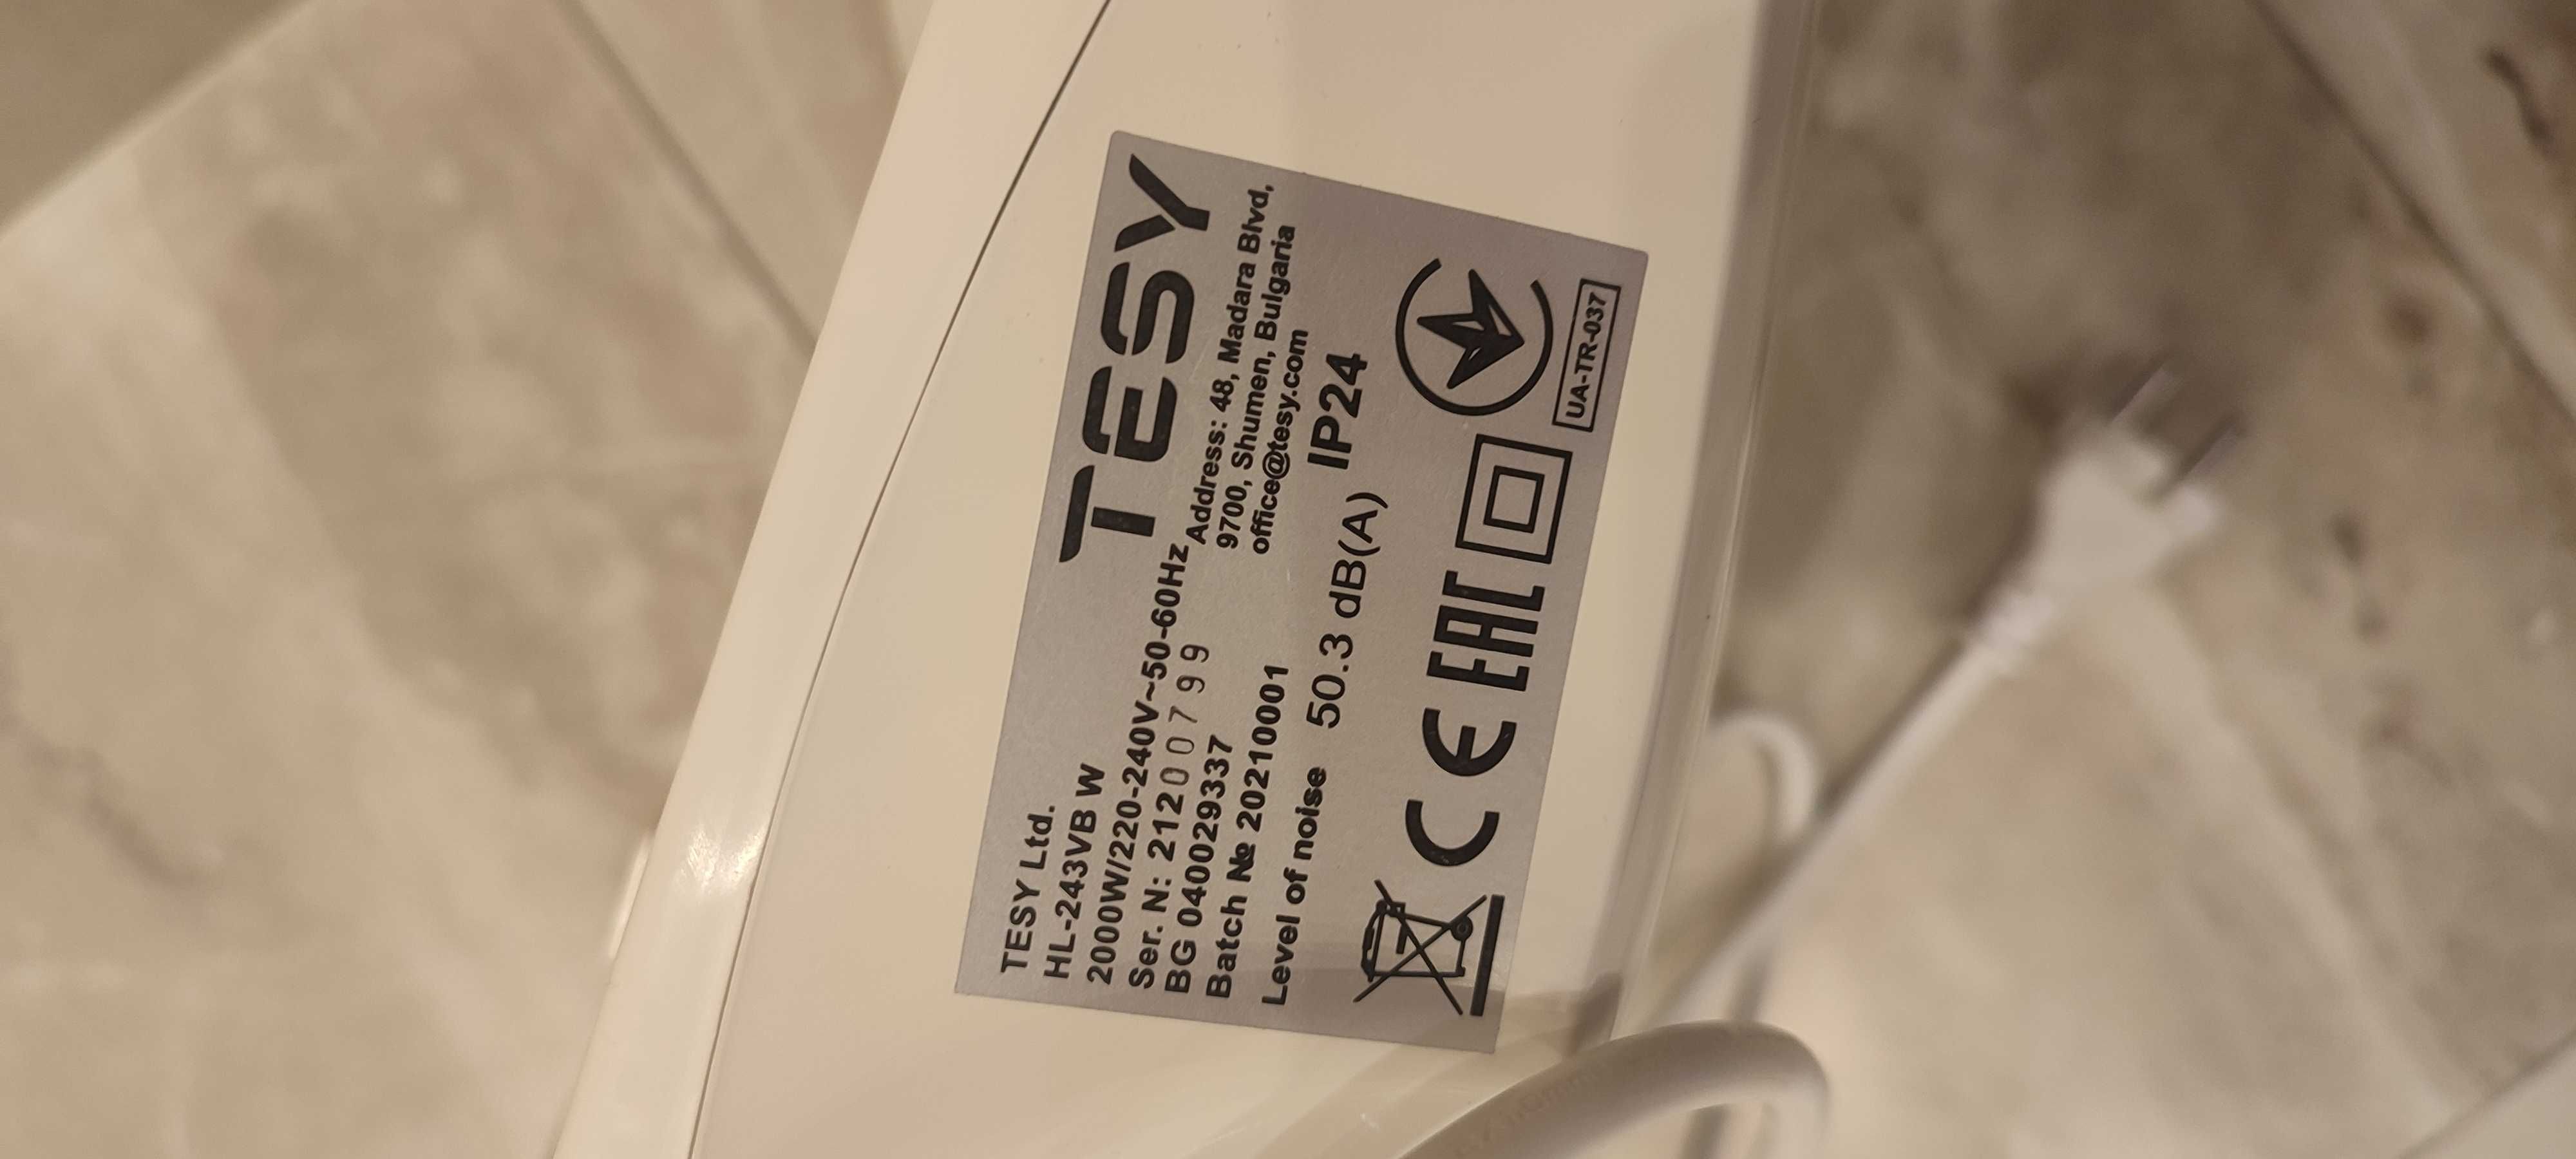 TESY Ltd.
HL-243VB W
2000W/220-240V~50-60Hz
Ser. N: 212000799
BG 040029337
Batch № 202100001
Level of noise 50.3 dB(A) IP24
TESY
Address: 48, Madara Blvd,
9700, Shumen, Bulgaria
office@tesy.com
CE EAC
UA-TR-037